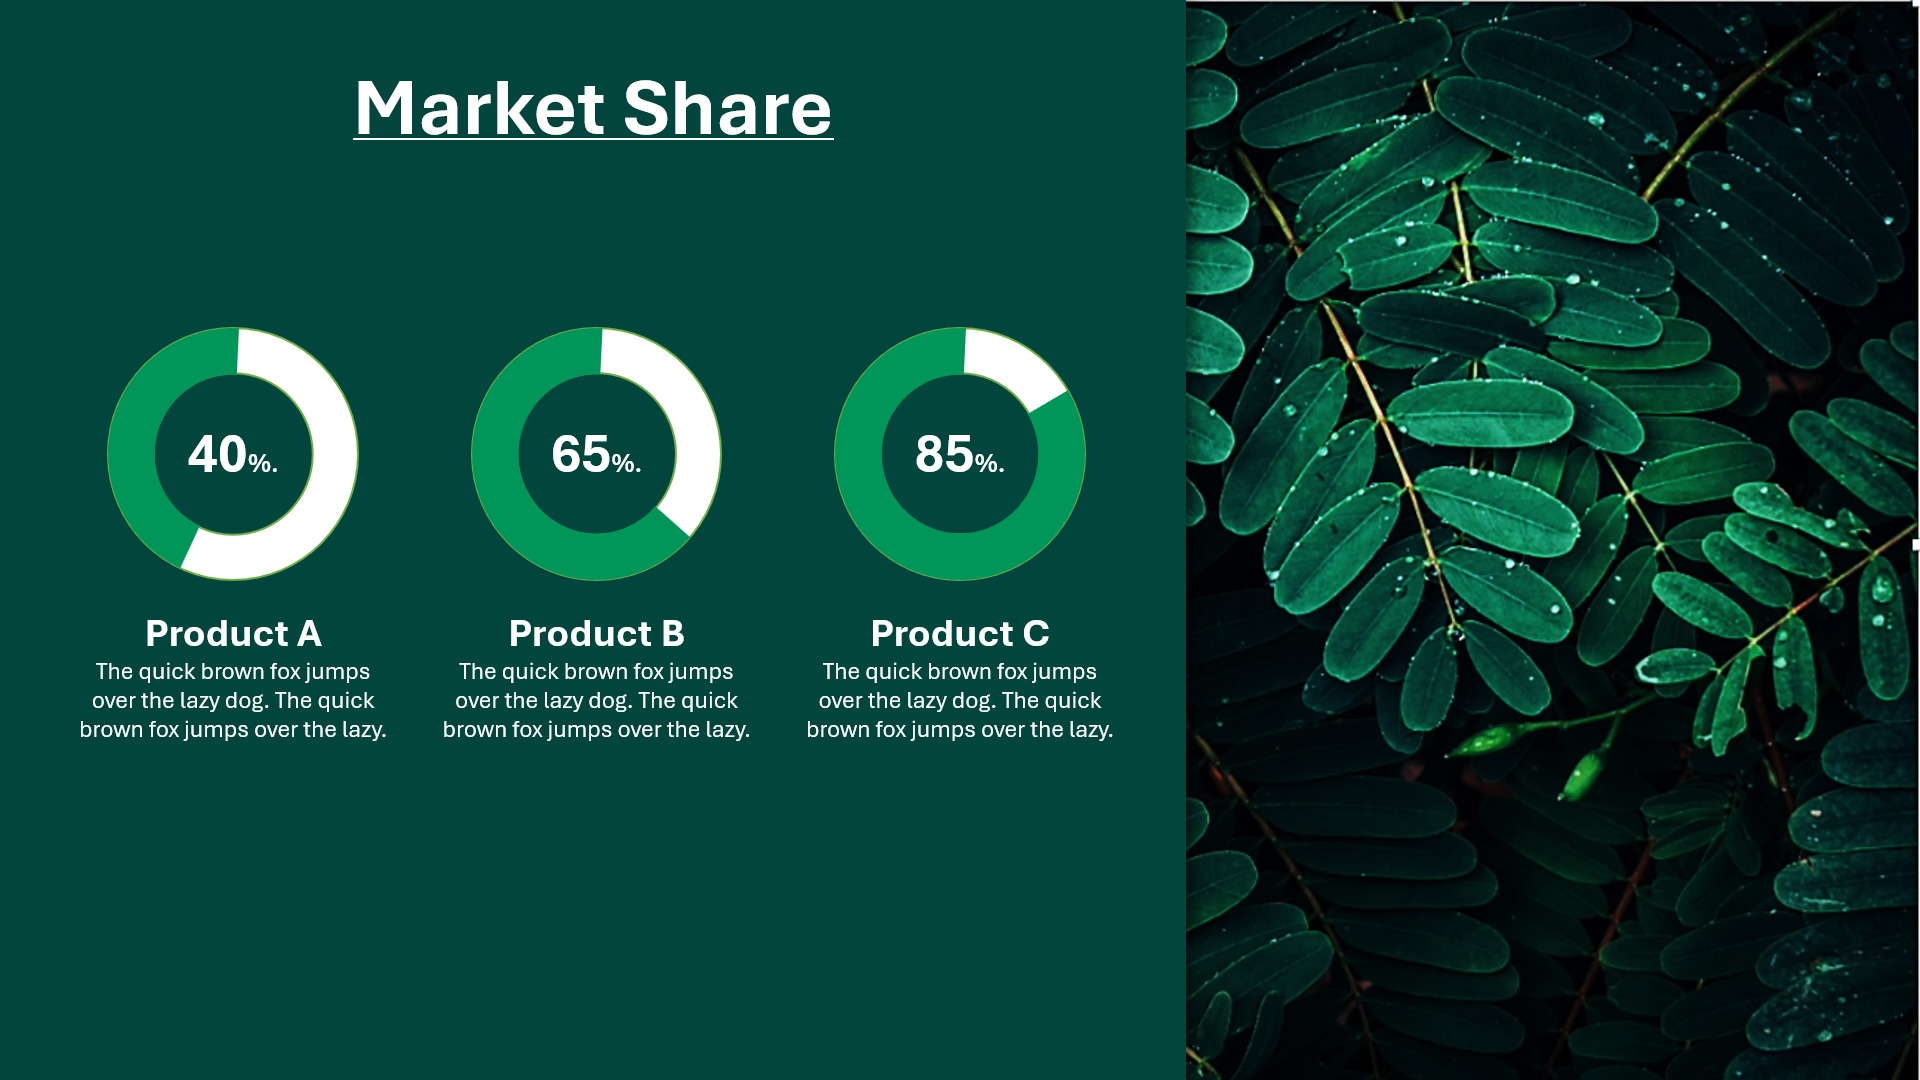 Market Share
40%.
65%.
85%.
Product A
The quick brown fox jumps
over the lazy dog. The quick
brown fox jumps over the lazy.
Product B
The quick brown fox jumps
over the lazy dog. The quick
brown fox jumps over the lazy.
Product C
The quick brown fox jumps
over the lazy dog. The quick
brown fox jumps over the lazy.